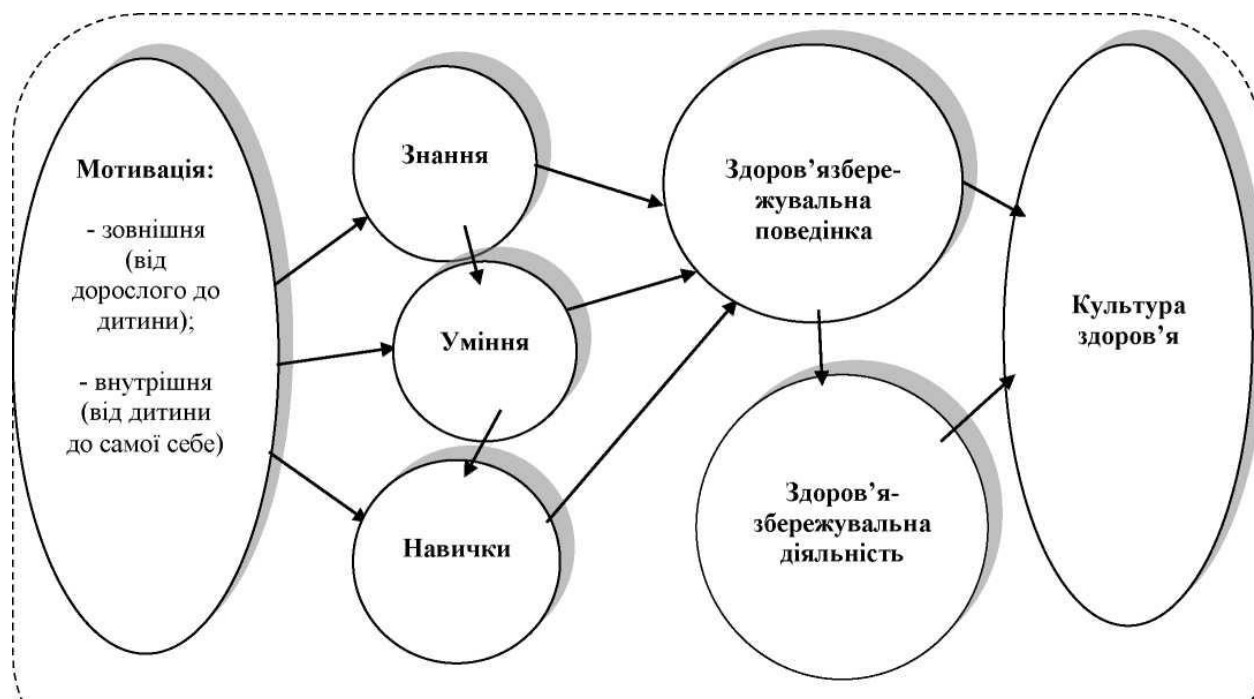 Мотивація:
- зовнішня
(від
дорослого до
дитини);
- внутрішня
(від дитини
до самої себе)
Знання
Уміння
Навички
Здоров’язбере-
жувальна
поведінка
Здоров’я-
збережувальна
діяльність
Культура
здоров’я